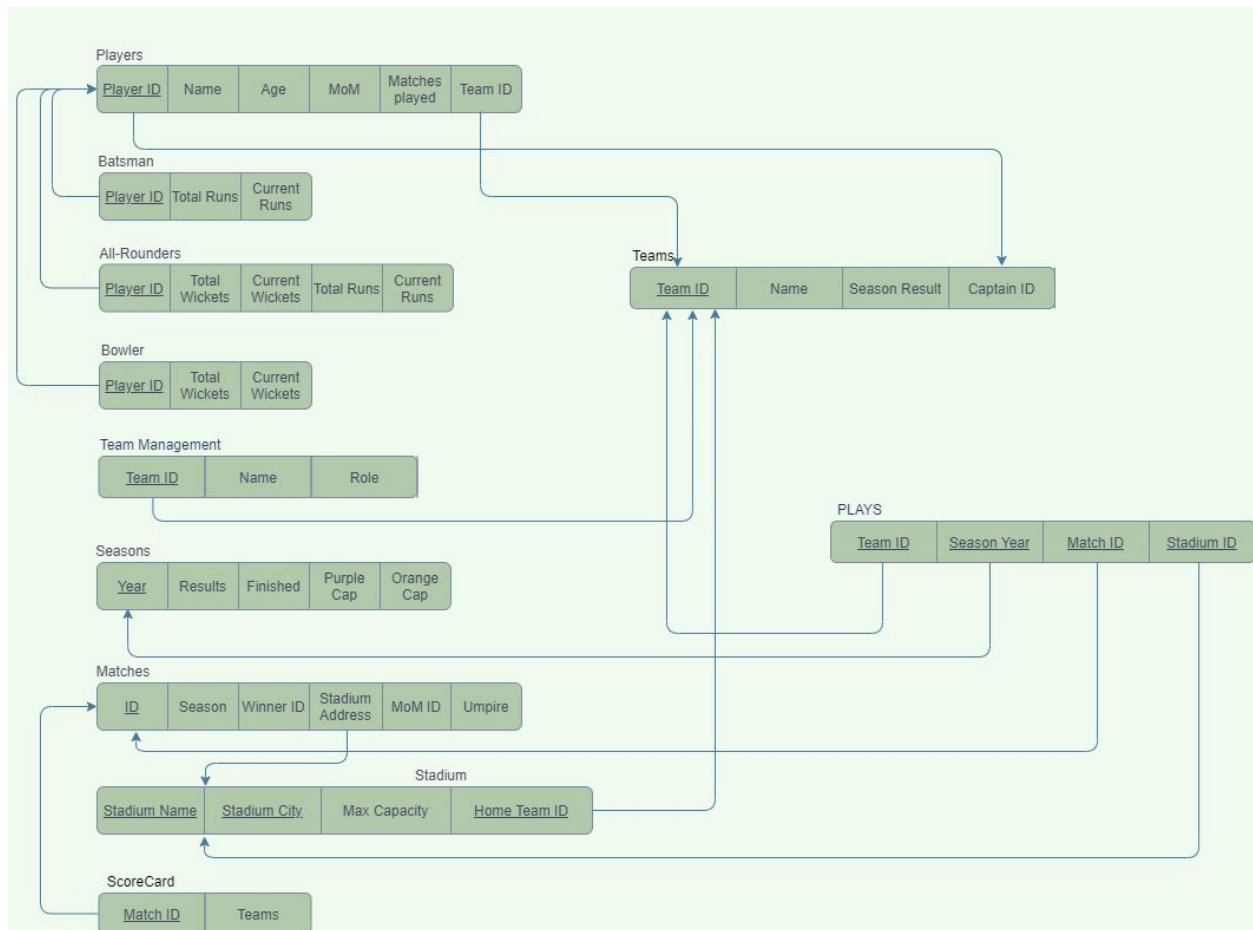 Players
Player ID Name Age MoM Matches played Team ID
Batsman
Player ID Total Runs Current Runs
All-Rounders
Player ID Total Wickets Current Wickets Total Runs Current Runs
Teams
Team ID Name Season Result Captain ID
Bowler
Player ID Total Wickets Current Wickets
Team Management
Team ID Name Role
PLAYS
Team ID Season Year Match ID Stadium ID
Seasons
Year Results Finished Purple Cap Orange Cap
Matches
ID Season Winner ID Stadium Address MoM ID Umpire
Stadium
Stadium Name Stadium City Max Capacity Home Team ID
ScoreCard
Match ID Teams